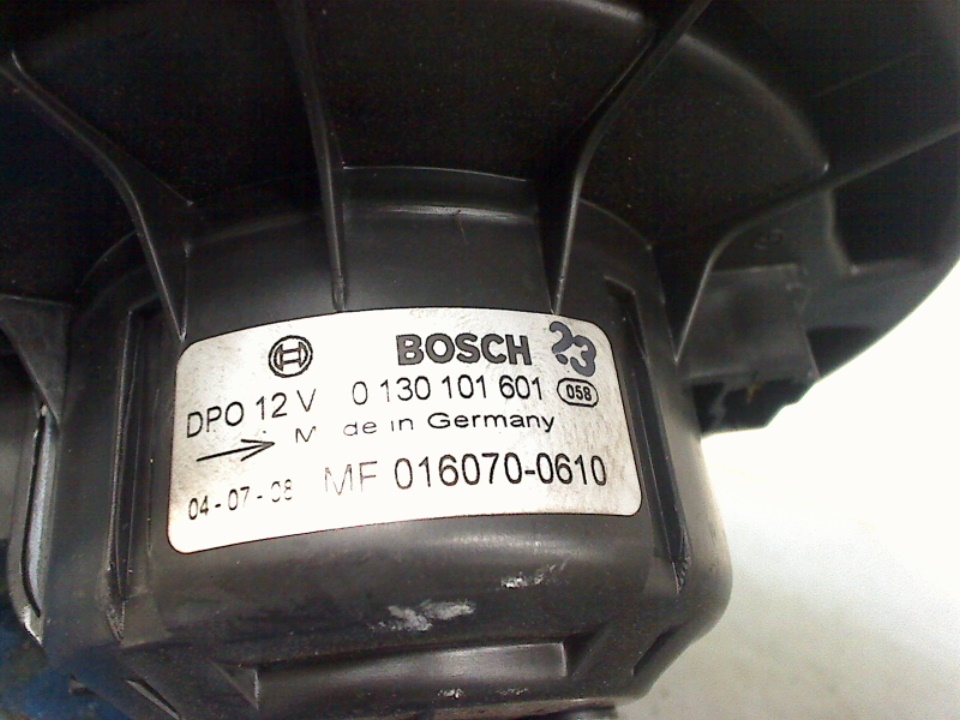 BOSCH 23
DPO 12 V 0 130 101 601 058
M de in Germany
04-07-08 MF 016070-0610